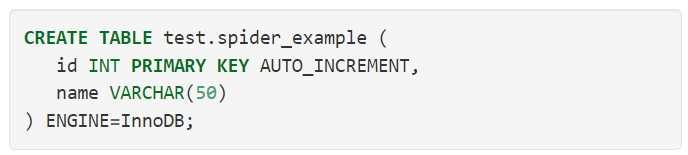 CREATE TABLE test.spider_example (
   id INT PRIMARY KEY AUTO_INCREMENT,
   name VARCHAR(50)
) ENGINE=InnoDB;